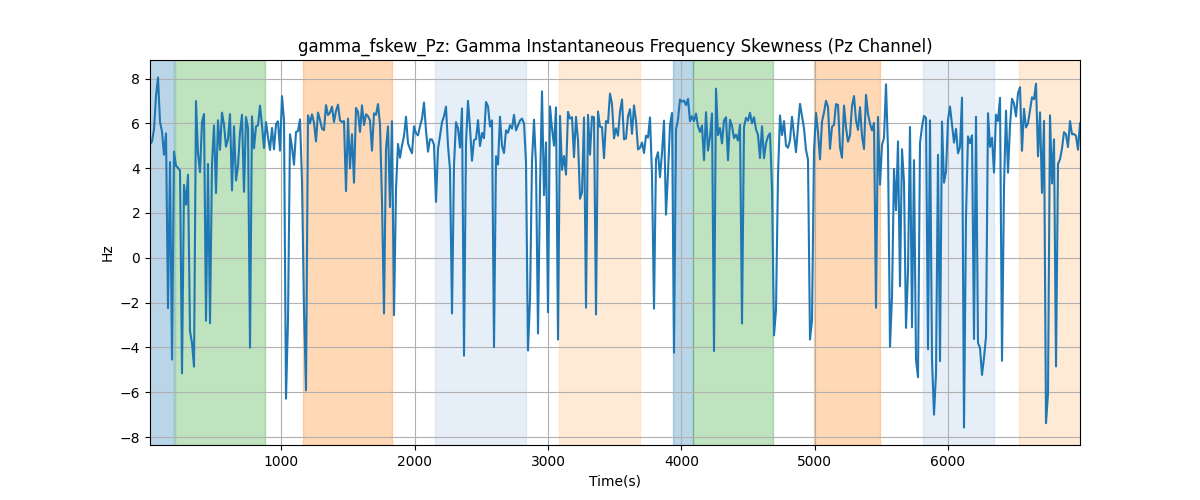 gamma_fskew_Pz: Gamma Instantaneous Frequency Skewness (Pz Channel)
8
6
4
2
0
−2
−4
−6
−8
Hz
1000 2000 3000 4000 5000 6000
Time(s)